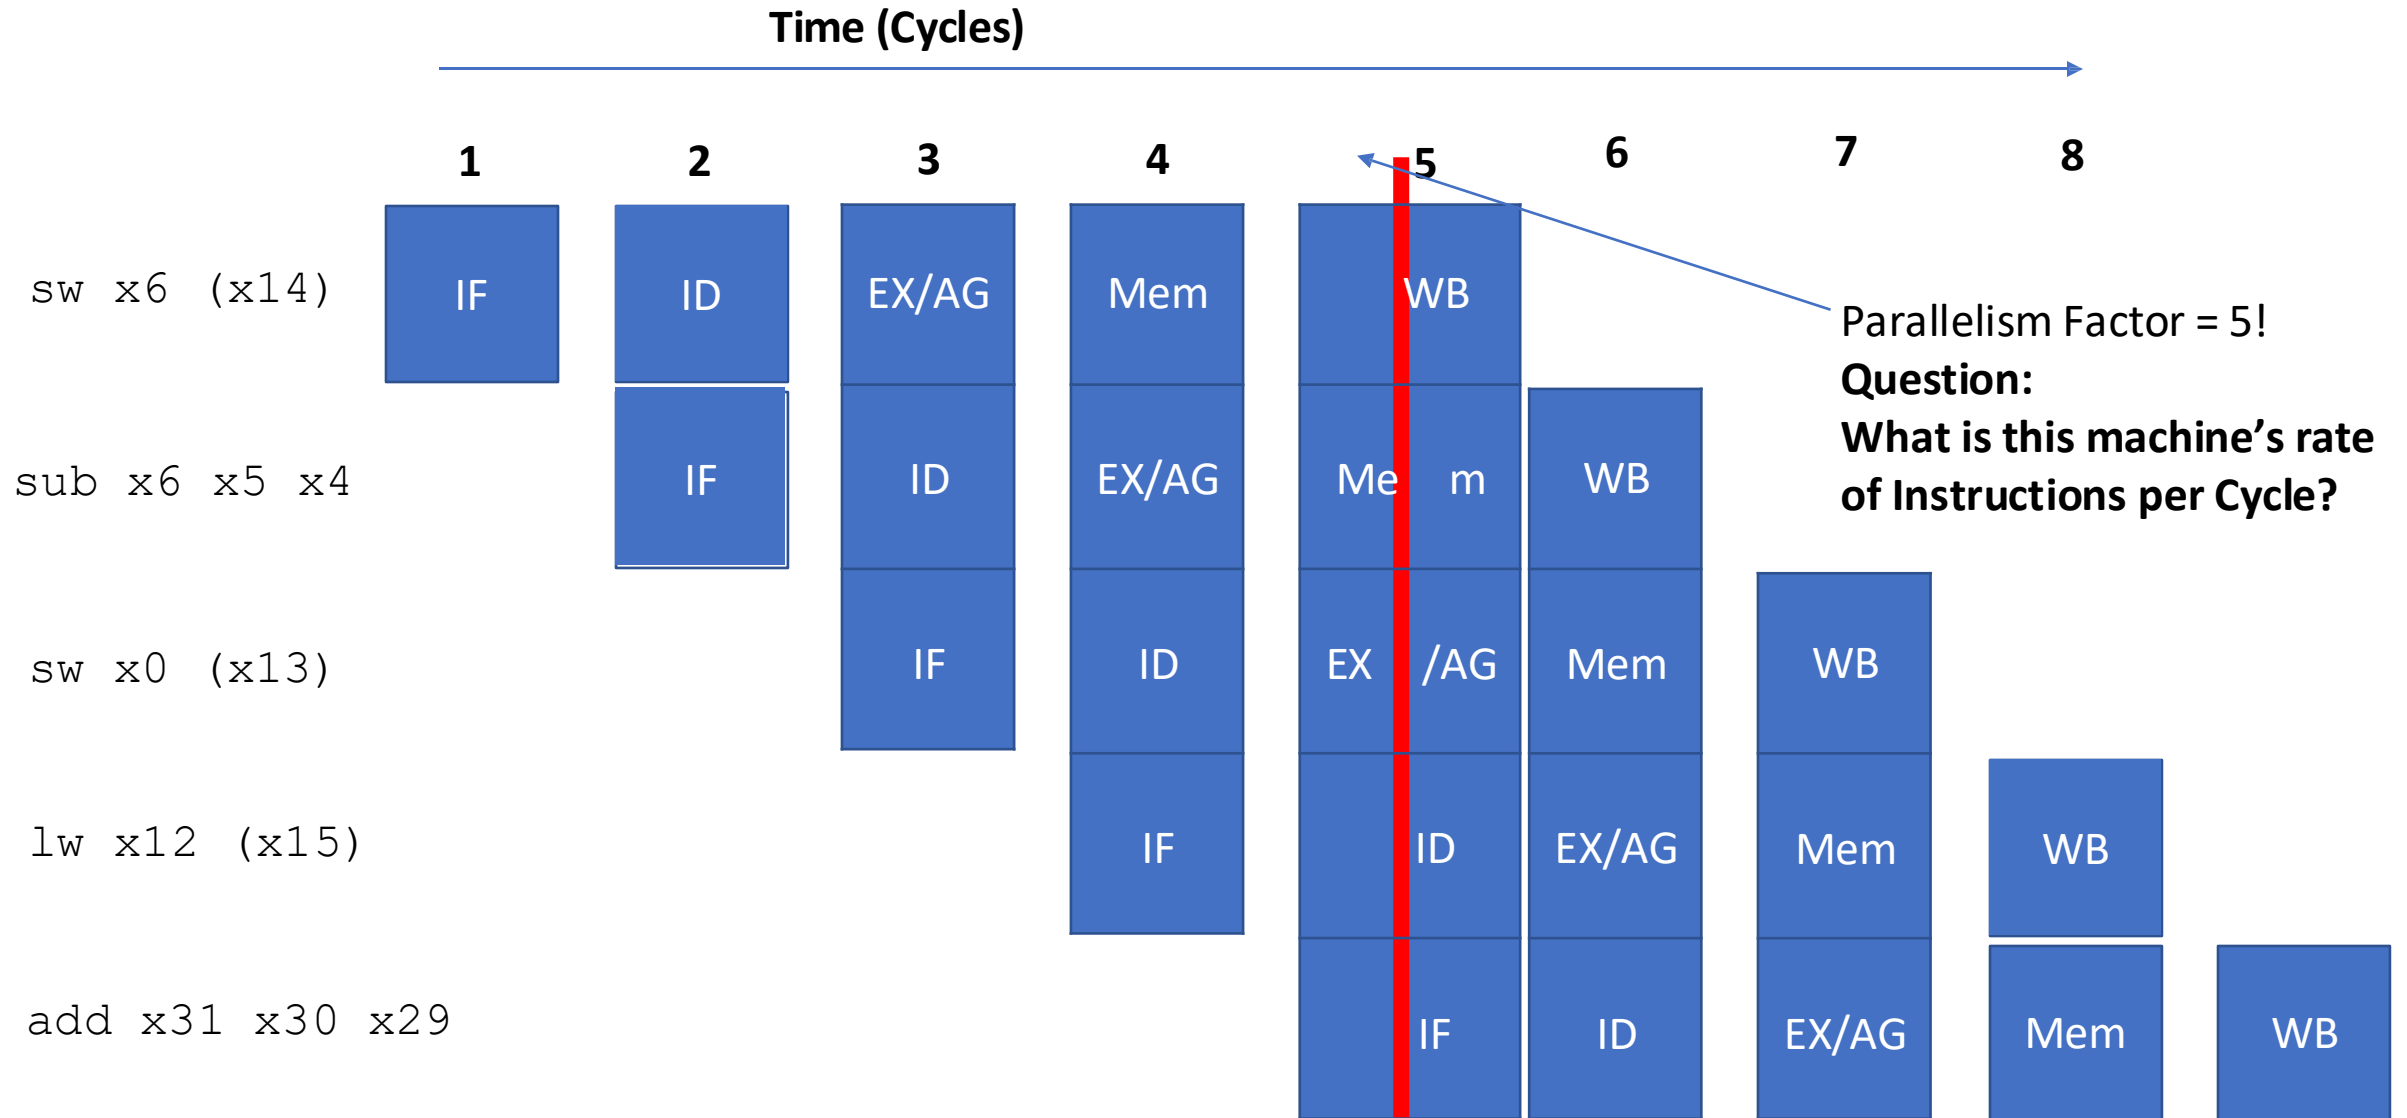 Time (Cycles)
1 2 3 4 5 6 7 8
sw x6 (x14) IF ID EX/AG Mem WB
Parallelism Factor = 5!
Question:
What is this machine’s rate
of Instructions per Cycle?
sub x6 x5 x4 IF ID EX/AG Me m WB
sw x0 (x13) IF ID EX /AG Mem WB
lw x12 (x15) IF ID EX/AG Mem WB
add x31 x30 x29 IF ID EX/AG Mem WB